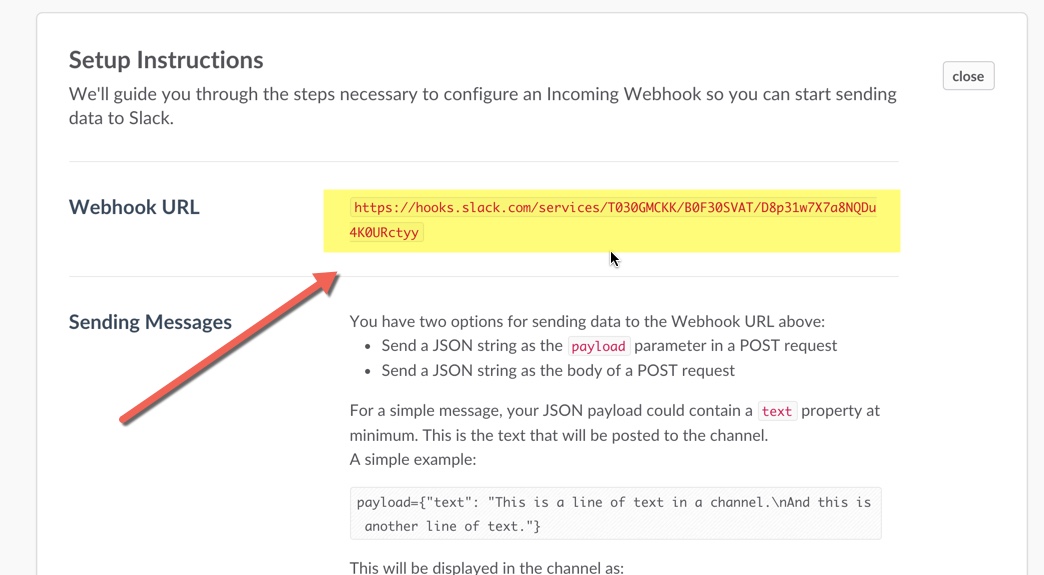 Setup Instructions
close
We'll guide you through the steps necessary to configure an Incoming Webhook so you can start sending
data to Slack.
Webhook URL
https://hooks.slack.com/services/T030GMCKK/B0F30SVAT/D8p31w7X7a8NQDu
4K0URctyy
Sending Messages
You have two options for sending data to the Webhook URL above:
• Send a JSON string as the payload parameter in a POST request
• Send a JSON string as the body of a POST request
For a simple message, your JSON payload could contain a text property at
minimum. This is the text that will be posted to the channel.
A simple example:
payload={"text": "This is a line of text in a channel.\nAnd this is
another line of text."}
This will be displayed in the channel as: